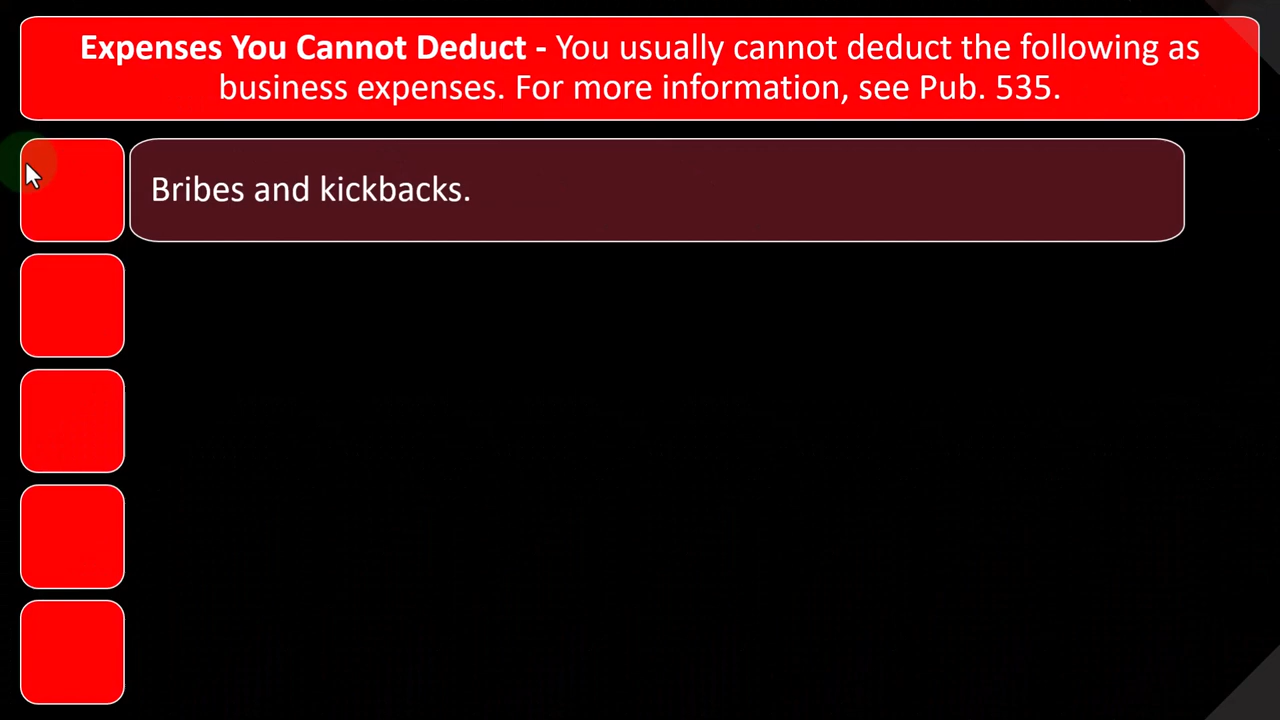 Expenses You Cannot Deduct - You usually cannot deduct the following as
business expenses. For more information, see Pub. 535.
Bribes and kickbacks.